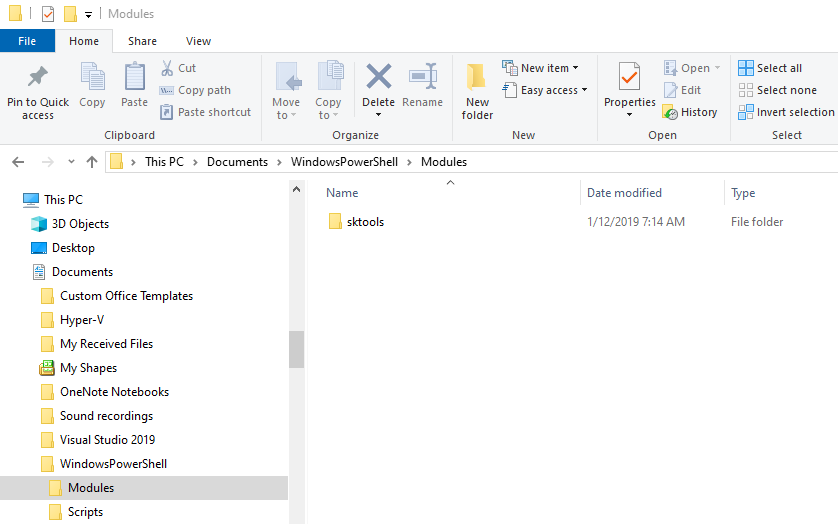 Modules
File Home Share View
Pin to Quick access
Copy
Paste
Cut
Copy path
Paste shortcut
Clipboard
Move to
Copy to
Delete
Rename
Organize
New folder
New item
Easy access
New
Properties
Open
Edit
History
Open
Select all
Select none
Invert selection
Select
This PC > Documents > WindowsPowerShell > Modules
This PC
3D Objects
Desktop
Documents
Custom Office Templates
Hyper-V
My Received Files
My Shapes
OneNote Notebooks
Sound recordings
Visual Studio 2019
WindowsPowerShell
Modules
Scripts
Name Date modified Type
sktools 1/12/2019 7:14 AM File folder